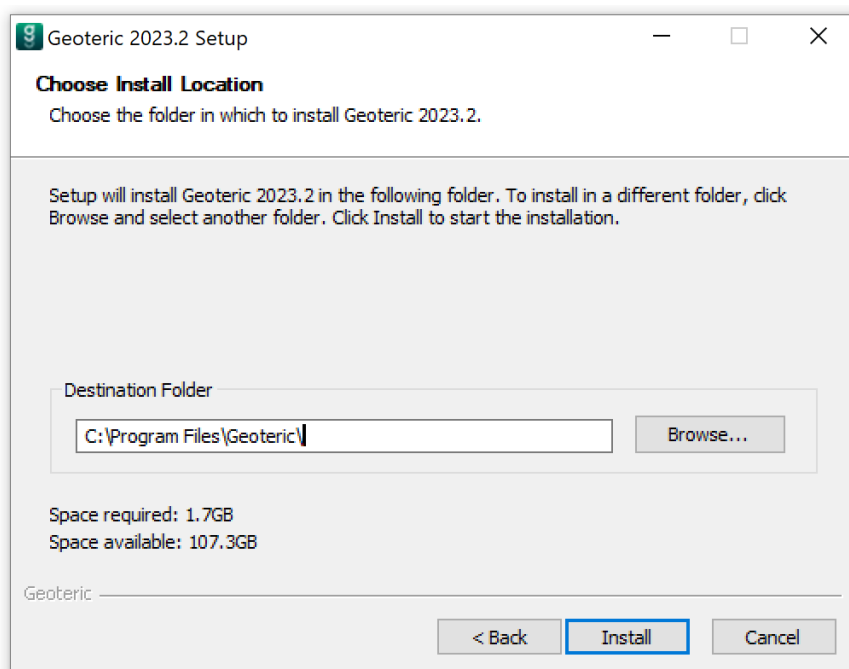 Geoteric 2023.2 Setup
Choose Install Location
Choose the folder in which to install Geoteric 2023.2.
Setup will install Geoteric 2023.2 in the following folder. To install in a different folder, click
Browse and select another folder. Click Install to start the installation.
Destination Folder
C:\Program Files\Geoteric\
Browse...
Space required: 1.7GB
Space available: 107.3GB
Geoteric
< Back
Install
Cancel